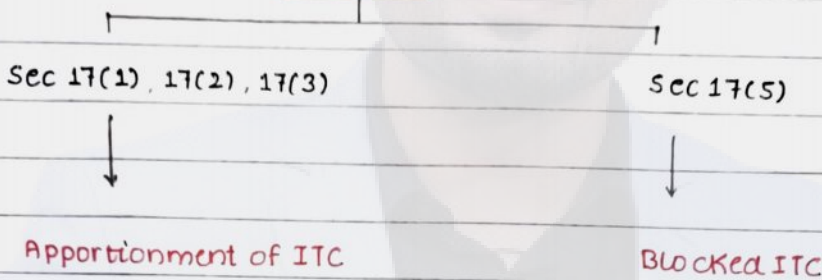 Sec 17(1), 17(2), 17(3)
Sec 17(5)
Apportionment of ITC
Blocked ITC